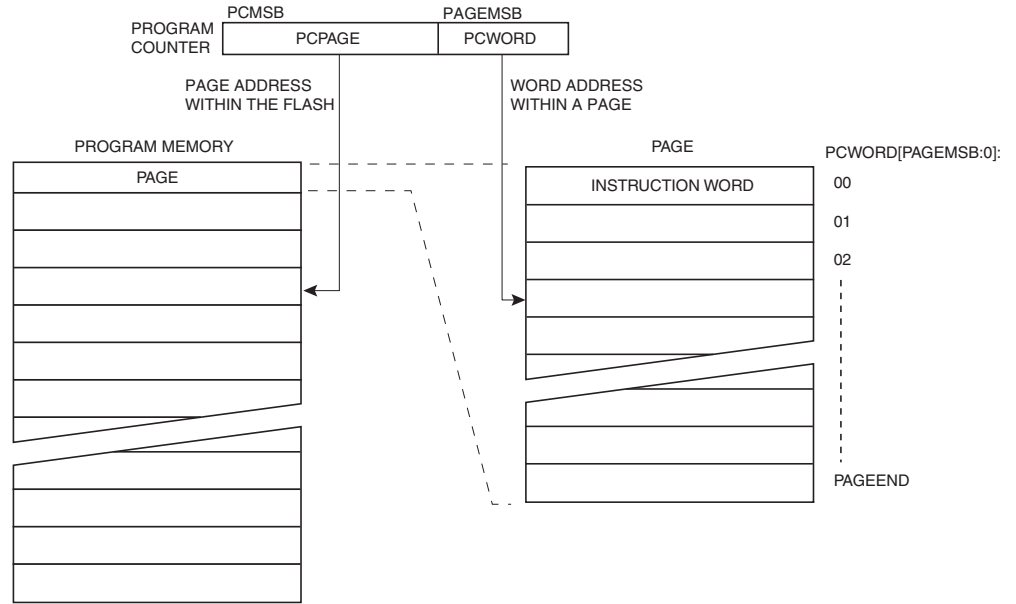 PCMSB
PAGEMSB
PROGRAM
COUNTER
PCPAGE
PCWORD
PAGE ADDRESS
WITHIN THE FLASH
WORD ADDRESS
WITHIN A PAGE
PROGRAM MEMORY
PAGE
PCWORD[PAGEMSB:0]:
PAGE
INSTRUCTION WORD
00
01
02
PAGEEND